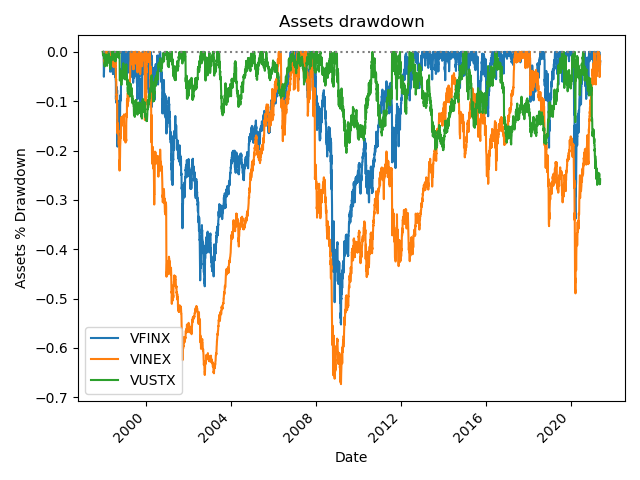 Assets drawdown
Assets % Drawdown
0.0
−0.1
−0.2
−0.3
−0.4
−0.5
−0.6
−0.7
VFINX
VINEX
VUSTX
2000
2004
2008
2012
2016
2020
Date